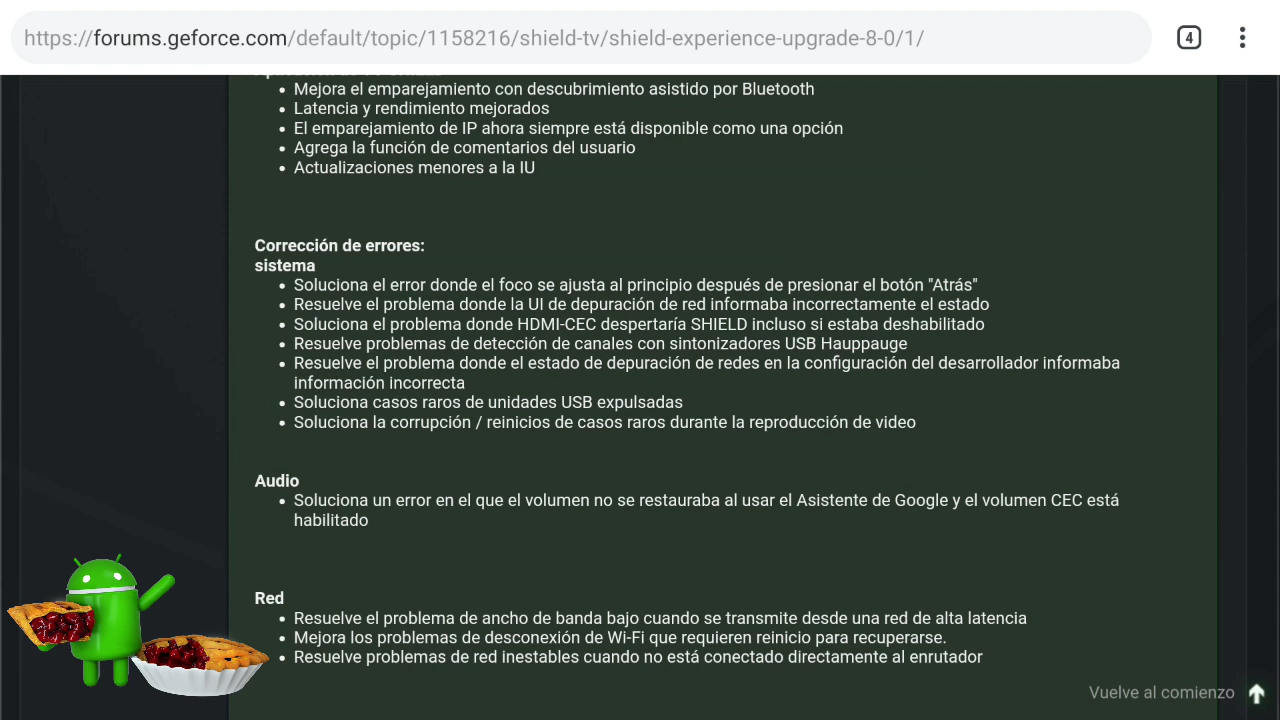 https://forums.geforce.com/default/topic/1158216/shield-tv/shield-experience-upgrade-8-0/1/
4
Mejora el emparejamiento con descubrimiento asistido por Bluetooth
Latencia y rendimiento mejorados
El emparejamiento de IP ahora siempre está disponible como una opción
Agrega la función de comentarios del usuario
Actualizaciones menores a la IU
Corrección de errores:
sistema
Soluciona el error donde el foco se ajusta al principio después de presionar el botón "Atrás"
Resuelve el problema donde la UI de depuración de red informaba incorrectamente el estado
Soluciona el problema donde HDMI-CEC despertaría SHIELD incluso si estaba deshabilitado
Resuelve problemas de detección de canales con sintonizadores USB Hauppauge
Resuelve el problema donde el estado de depuración de redes en la configuración del desarrollador informaba
información incorrecta
Soluciona casos raros de unidades USB expulsadas
Soluciona la corrupción / reinicios de casos raros durante la reproducción de video
Audio
Soluciona un error en el que el volumen no se restauraba al usar el Asistente de Google y el volumen CEC está
habilitado
Red
Resuelve el problema de ancho de banda bajo cuando se transmite desde una red de alta latencia
Mejora los problemas de desconexión de Wi-Fi que requieren reinicio para recuperarse.
Resuelve problemas de red inestables cuando no está conectado directamente al enrutador
Vuelve al comienzo